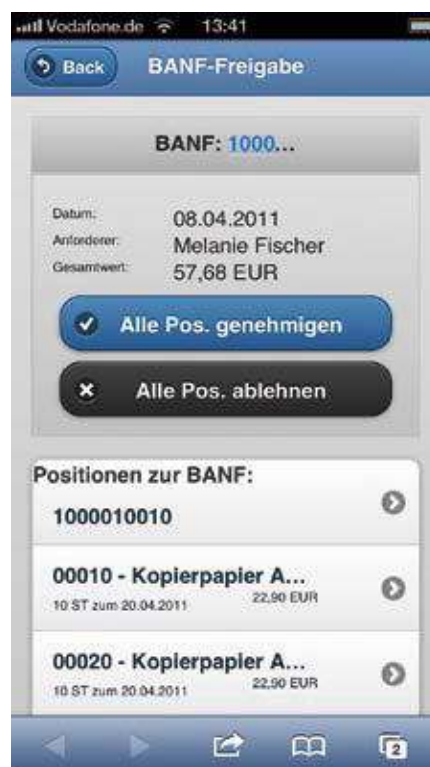 Vodafone.de 13:41
Back BANF-Freigabe
BANF: 1000...
Datum: 08.04.2011
Anforderer: Melanie Fischer
Gesamtwert: 57,68 EUR
Alle Pos. genehmigen
Alle Pos. ablehnen
Positionen zur BANF:
1000010010
00010 - Kopierpapier A...
10 ST zum 20.04.2011 22,90 EUR
00020 - Kopierpapier A...
10 ST zum 20.04.2011 22,90 EUR
2